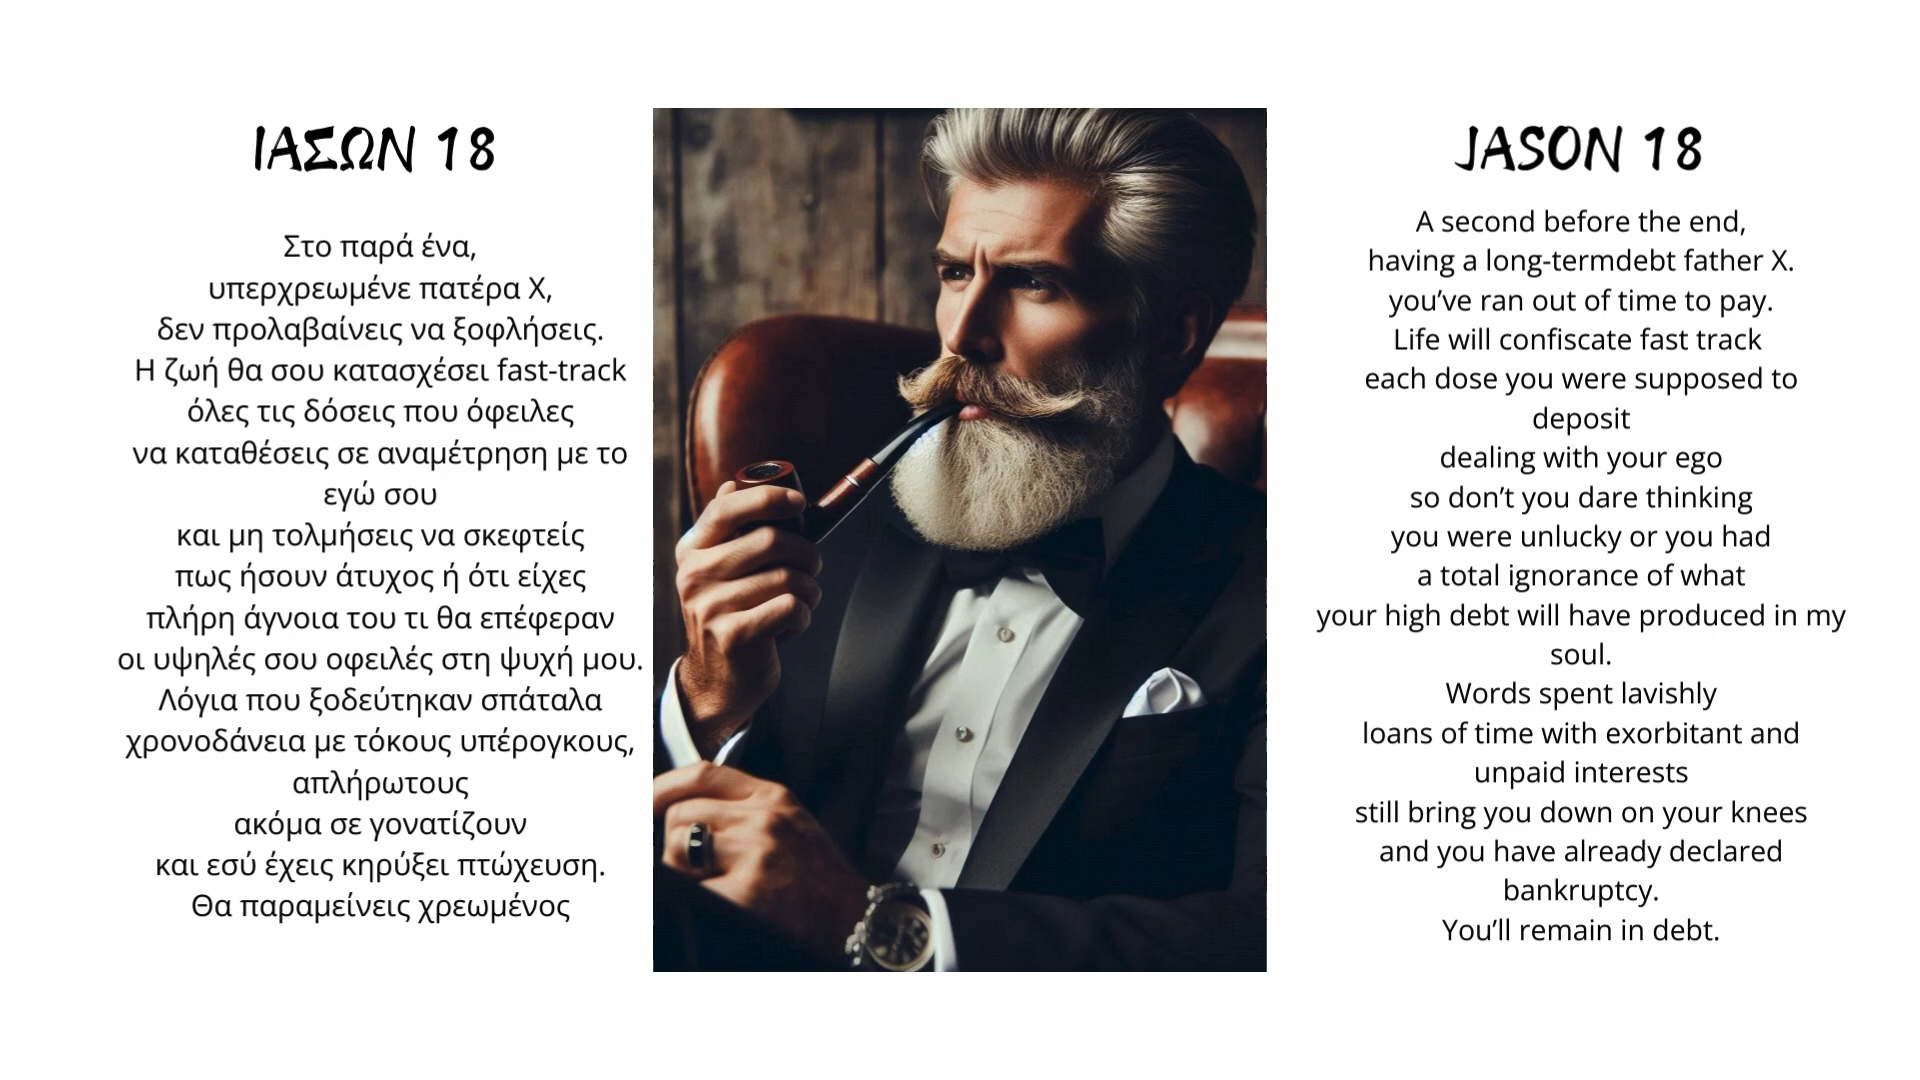 ΙΑΣΩΝ 18
Στο παρά ένα,
υπερχρεωμένε πατέρα Χ,
δεν προλαβαίνεις να ξοφλήσεις.
Η ζωή θα σου κατασχέσει fast-track
όλες τις δόσεις που όφειλες
να καταθέσεις σε αναμέτρηση με το
εγώ σου
και μη τολμήσεις να σκεφτείς
πως ήσουν άτυχος ή ότι είχες
πλήρη άγνοια του τι θα επέφεραν
οι υψηλές σου οφειλές στη ψυχή μου.
Λόγια που ξοδεύτηκαν σπάταλα
χρονοδάνεια με τόκους υπέρογκους,
απλήρωτους
ακόμα σε γονατίζουν
και εσύ έχεις κηρύξει πτώχευση.
Θα παραμείνεις χρεωμένος
JASON 18
A second before the end,
having a long-termdebt father X.
you’ve ran out of time to pay.
Life will confiscate fast track
each dose you were supposed to
deposit
dealing with your ego
so don’t you dare thinking
you were unlucky or you had
a total ignorance of what
your high debt will have produced in my
soul.
Words spent lavishly
loans of time with exorbitant and
unpaid interests
still bring you down on your knees
and you have already declared
bankruptcy.
You’ll remain in debt.